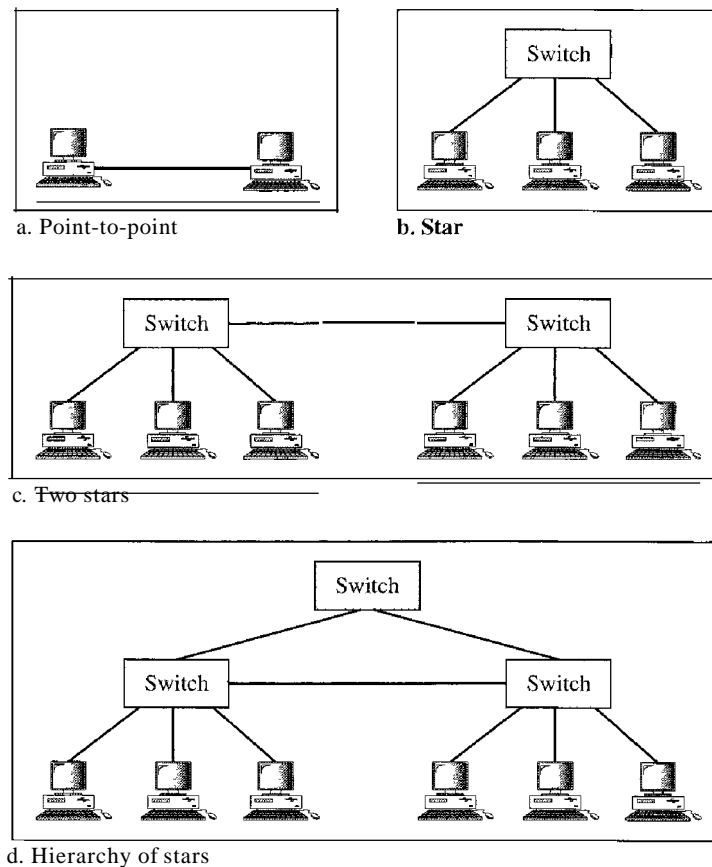 Switch
a. Point-to-point
b. Star
Switch Switch
c. Two stars
Switch
Switch Switch
d. Hierarchy of stars